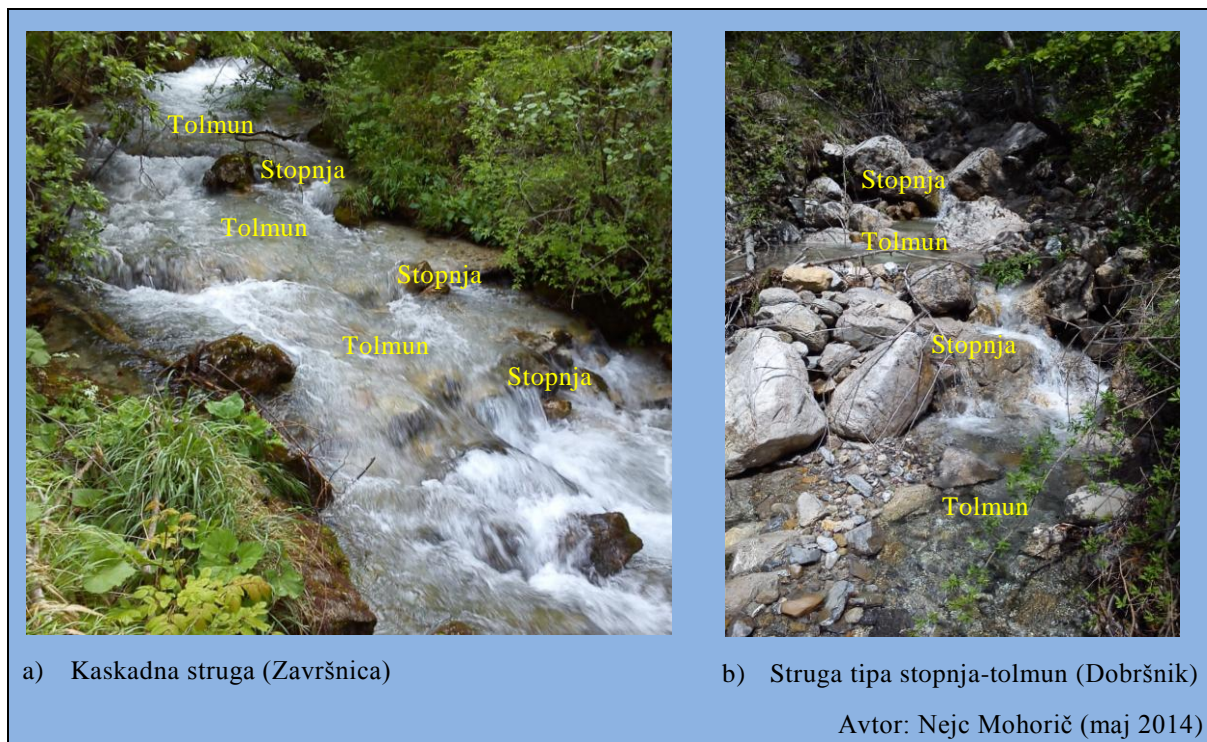 Tolmun
Stopnja
Tolmun
Stopnja
Tolmun
Stopnja
Stopnja
Tolmun
Stopnja
Tolmun
a) Kaskadna struga (Završnica)
b) Struga tipa stopnja-tolmun (Dobršnik)
Avtor: Nejc Mohorič (maj 2014)